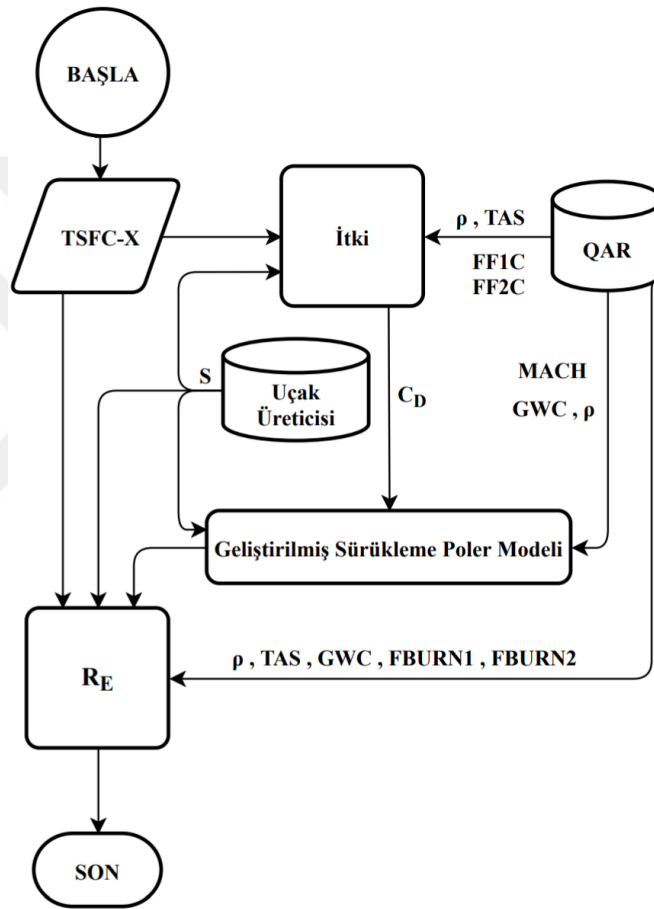 BAŞLA
TSFC-X
İtki
ρ , TAS
FF1C
FF2C
QAR
S
Uçak
Üreticisi
C_D
MACH
GWC , ρ
Geliştirilmiş Sürükleme Poler Modeli
R_E
ρ , TAS , GWC , FBURN1 , FBURN2
SON